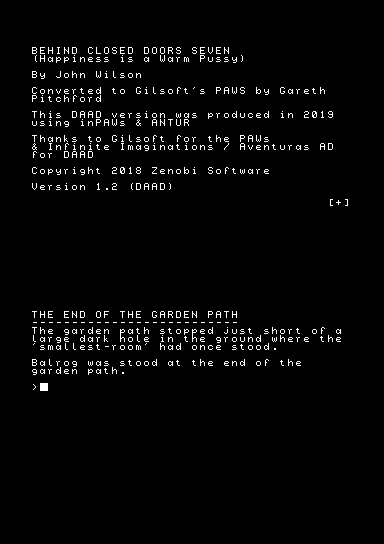 BEHIND CLOSED DOORS SEVEN
(Happiness is a Warm Pussy)
By John Wilson
Converted to Gilsoft's PAWS by Gareth
Pitchford
This DAAD version was produced in 2019
using inPAWs & ANTUR
Thanks to Gilsoft for the PAWs
& Infinite Imaginations / Aventuras AD
for DAAD
Copyright 2018 Zenobi Software
Version 1.2 (DAAD)
[+]
THE END OF THE GARDEN PATH
--------------------------
The garden path stopped just short of a
large dark hole in the ground where the
'smallest-room' had once stood.
Balrog was stood at the end of the
garden path.
>